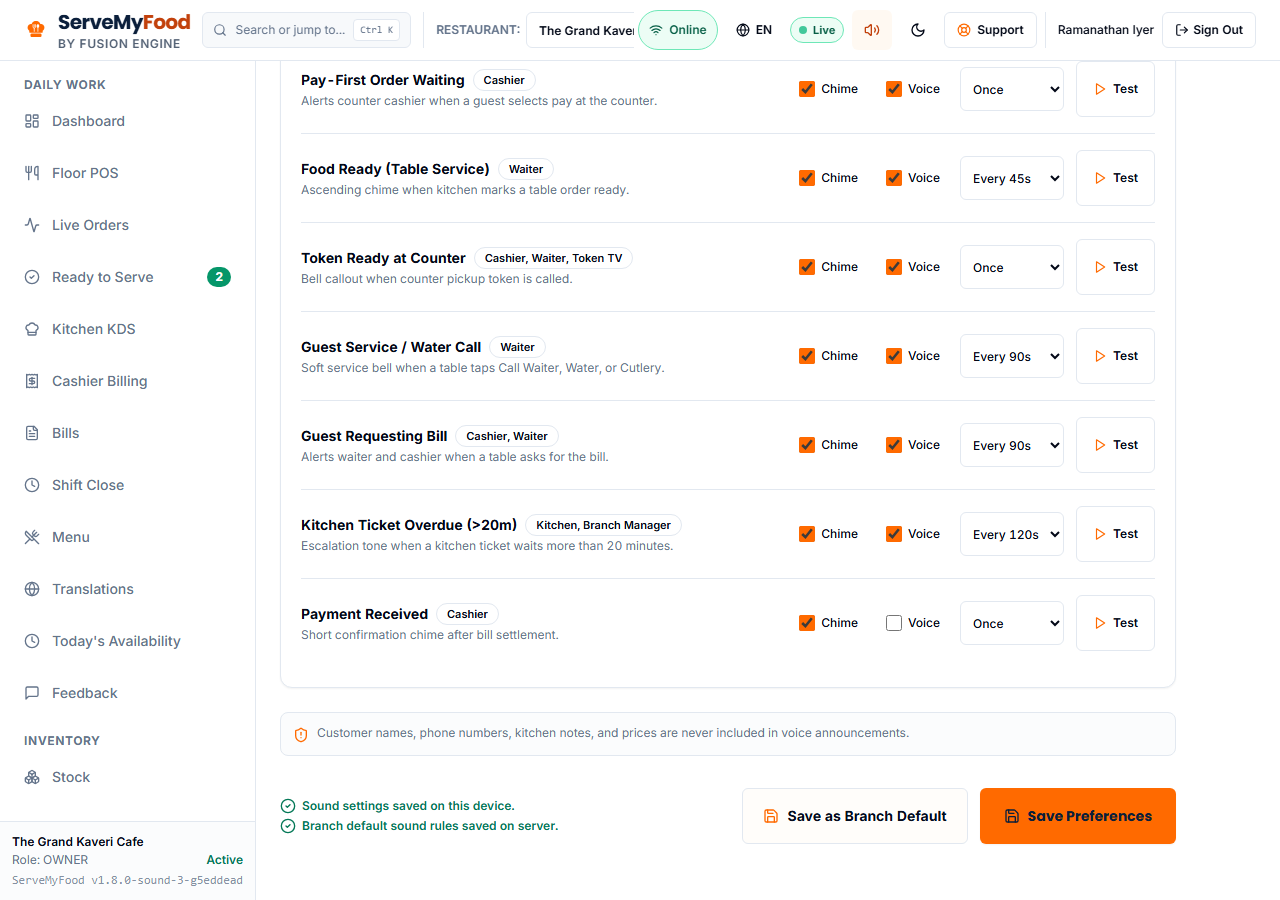 ServeMyFood
BY FUSION ENGINE
Search or jump to...
Ctrl K
RESTAURANT:
The Grand Kaver
Online
EN
Live
Support
Ramanathan Iyer
Sign Out
DAILY WORK
Dashboard
Floor POS
Live Orders
Ready to Serve 2
Kitchen KDS
Cashier Billing
Bills
Shift Close
Menu
Translations
Today's Availability
Feedback
INVENTORY
Stock
The Grand Kaveri Cafe
Role: OWNER Active
ServeMyFood v1.8.0-sound-3-g5eddead
Pay-First Order Waiting Cashier
Alerts counter cashier when a guest selects pay at the counter.
Chime Voice Once Test
Food Ready (Table Service) Waiter
Ascending chime when kitchen marks a table order ready.
Chime Voice Every 45s Test
Token Ready at Counter Cashier, Waiter, Token TV
Bell callout when counter pickup token is called.
Chime Voice Once Test
Guest Service / Water Call Waiter
Soft service bell when a table taps Call Waiter, Water, or Cutlery.
Chime Voice Every 90s Test
Guest Requesting Bill Cashier, Waiter
Alerts waiter and cashier when a table asks for the bill.
Chime Voice Every 90s Test
Kitchen Ticket Overdue (>20m) Kitchen, Branch Manager
Escalation tone when a kitchen ticket waits more than 20 minutes.
Chime Voice Every 120s Test
Payment Received Cashier
Short confirmation chime after bill settlement.
Chime Voice Once Test
Customer names, phone numbers, kitchen notes, and prices are never included in voice announcements.
Sound settings saved on this device.
Branch default sound rules saved on server.
Save as Branch Default
Save Preferences